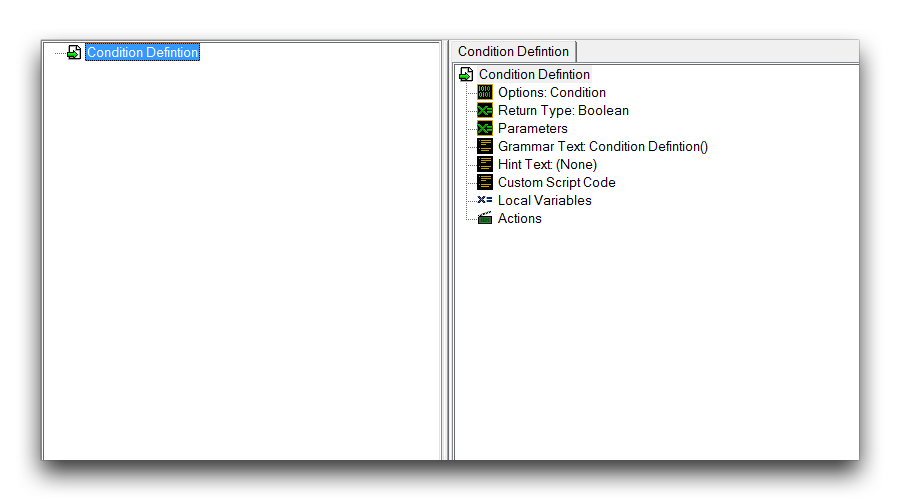 Condition Defintion
Condition Defintion
Condition Defintion
Options: Condition
Return Type: Boolean
Parameters
Grammar Text: Condition Defintion()
Hint Text: (None)
Custom Script Code
Local Variables
Actions